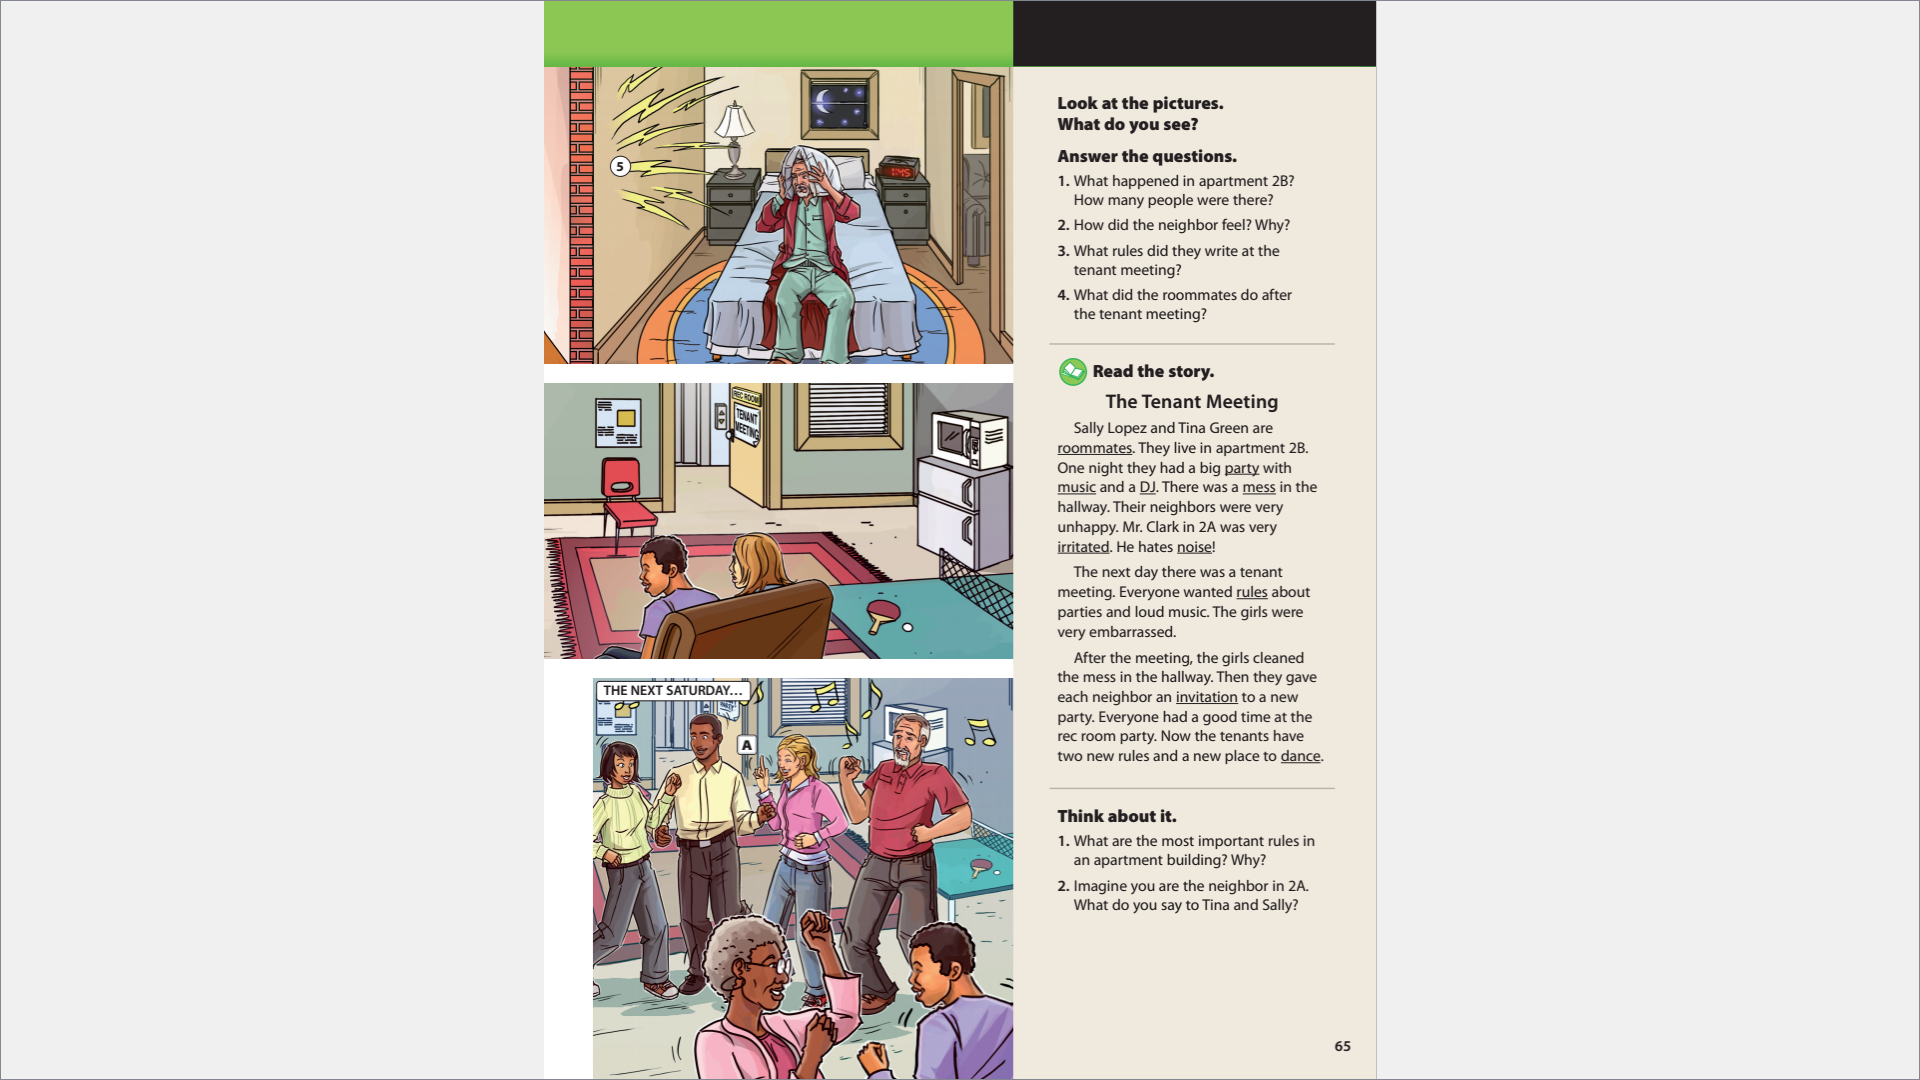 5
1:45
REC ROOM
TENANT
MEETING
THE NEXT SATURDAY...
A
Look at the pictures.
What do you see?
Answer the questions.
1. What happened in apartment 2B?
How many people were there?
2. How did the neighbor feel? Why?
3. What rules did they write at the
tenant meeting?
4. What did the roommates do after
the tenant meeting?
Read the story.
The Tenant Meeting
Sally Lopez and Tina Green are
roommates. They live in apartment 2B.
One night they had a big party with
music and a DJ. There was a mess in the
hallway. Their neighbors were very
unhappy. Mr. Clark in 2A was very
irritated. He hates noise!
The next day there was a tenant
meeting. Everyone wanted rules about
parties and loud music. The girls were
very embarrassed.
After the meeting, the girls cleaned
the mess in the hallway. Then they gave
each neighbor an invitation to a new
party. Everyone had a good time at the
rec room party. Now the tenants have
two new rules and a new place to dance.
Think about it.
1. What are the most important rules in
an apartment building? Why?
2. Imagine you are the neighbor in 2A.
What do you say to Tina and Sally?
65